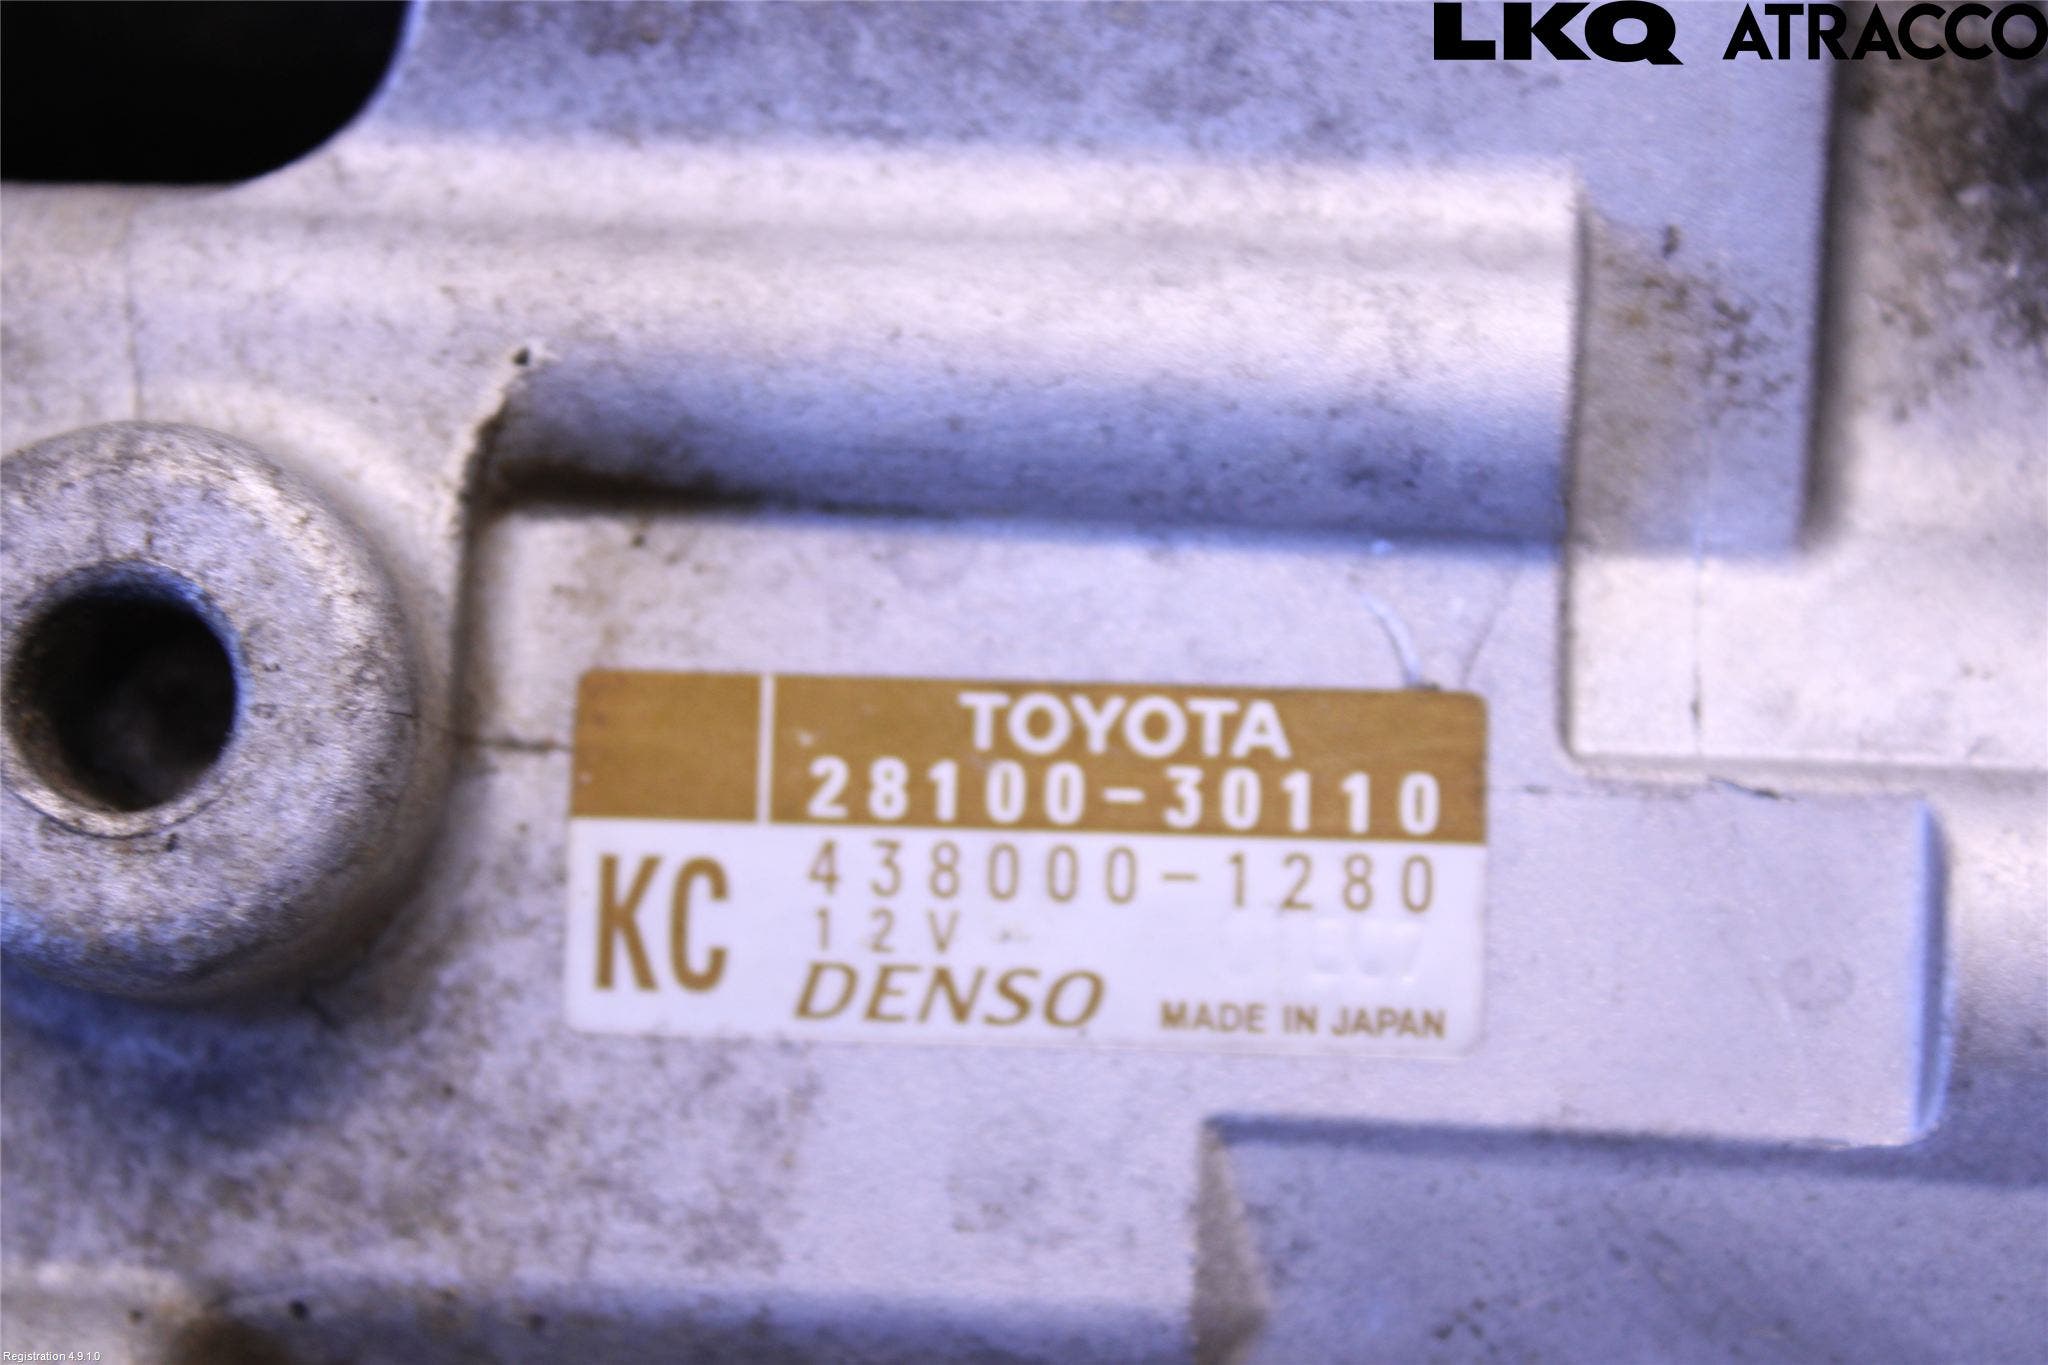 LKQ ATRACCO
TOYOTA
28100-30110
KC
438000-1280
12V
DENSO
MADE IN JAPAN
Registration 4.9.1.0